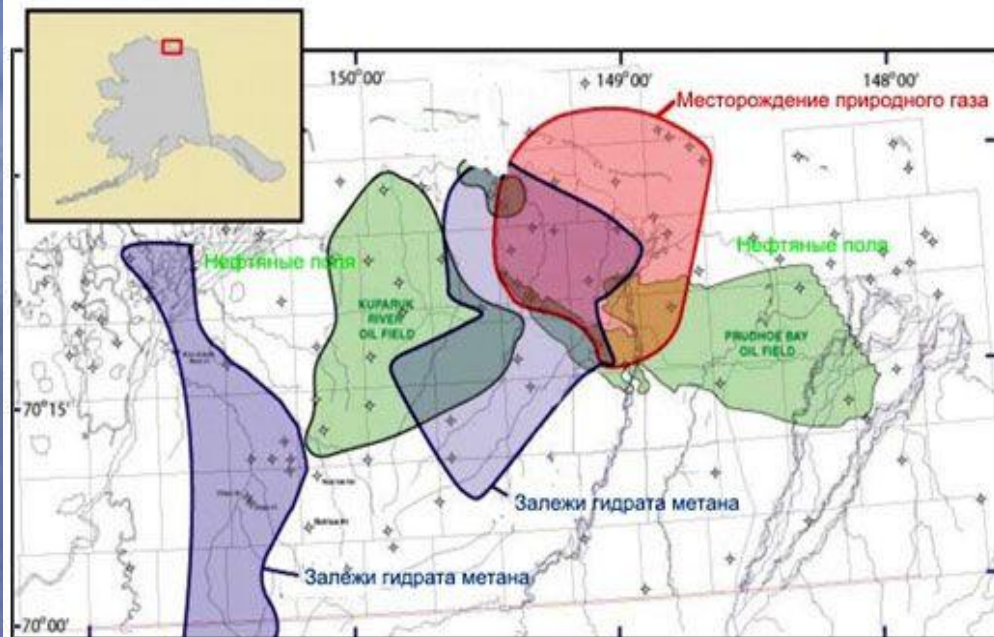 150°00'
149°00'
148°00'
Месторождение природного газа
Нефтяные поля
Нефтяные поля
KUPARUK
RIVER
OIL FIELD
PRUDHOE BAY
OIL FIELD
70°15'
Залежи гидрата метана
Залежи гидрата метана
70°00'